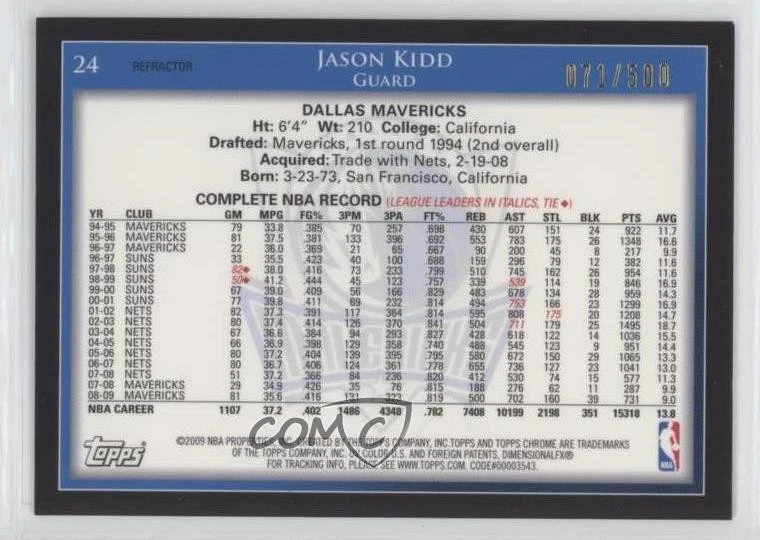 24 REFRACTOR JASON KIDD 071/500
GUARD
DALLAS MAVERICKS
Ht: 6'4" Wt: 210 College: California
Drafted: Mavericks, 1st round 1994 (2nd overall)
Acquired: Trade with Nets, 2-19-08
Born: 3-23-73, San Francisco, California
COMPLETE NBA RECORD (LEAGUE LEADERS IN ITALICS, TIE ◆)
YR CLUB GM MPG FG% 3PM 3PA FT% REB AST STL BLK PTS AVG
94-95 MAVERICKS 79 33.8 .385 70 257 .698 430 607 151 24 922 11.7
95-96 MAVERICKS 81 37.5 .381 133 396 .692 553 783 175 26 1348 16.6
96-97 MAVERICKS 22 36.0 .369 21 65 .667 90 200 45 8 217 9.9
96-97 SUNS 33 35.5 .423 40 100 .688 159 296 79 12 382 11.6
97-98 SUNS 82◆ 38.0 .416 73 233 .799 510 745 162 26 954 11.6
98-99 SUNS 50◆ 41.2 .444 45 123 .757 339 539 114 19 846 16.9
99-00 SUNS 67 39.0 .409 56 166 .829 483 678 134 28 959 14.3
00-01 SUNS 77 39.8 .411 69 232 .814 494 753 166 23 1299 16.9
01-02 NETS 82 37.3 .391 117 364 .814 595 808 175 20 1208 14.7
02-03 NETS 80 37.4 .414 126 370 .841 504 711 179 25 1495 18.7
03-04 NETS 67 36.6 .384 94 293 .827 428 618 122 14 1036 15.5
04-05 NETS 66 36.9 .398 129 358 .740 488 545 123 9 951 14.4
05-06 NETS 80 37.2 .404 139 395 .795 580 672 150 29 1065 13.3
06-07 NETS 80 36.7 .406 124 361 .778 655 736 127 23 1041 13.0
07-08 NETS 51 37.2 .366 84 236 .820 412 530 74 15 577 11.3
07-08 MAVERICKS 29 34.9 .426 35 76 .815 188 276 62 11 287 9.9
08-09 MAVERICKS 81 35.6 .416 131 323 .819 500 702 160 39 731 9.0
NBA CAREER 1107 37.2 .402 1486 4348 .782 7408 10199 2198 351 15318 13.8
COMC
Topps
©2009 NBA PROPERTIES, INC. CREATED BY THE TOPPS COMPANY, INC. TOPPS AND TOPPS CHROME ARE TRADEMARKS
OF THE TOPPS COMPANY, INC. U.S. AND FOREIGN PATENTS, DIMENSIONALFX®
FOR TRACKING INFO, PLEASE SEE WWW.TOPPS.COM. CODE#00003543.
NBA